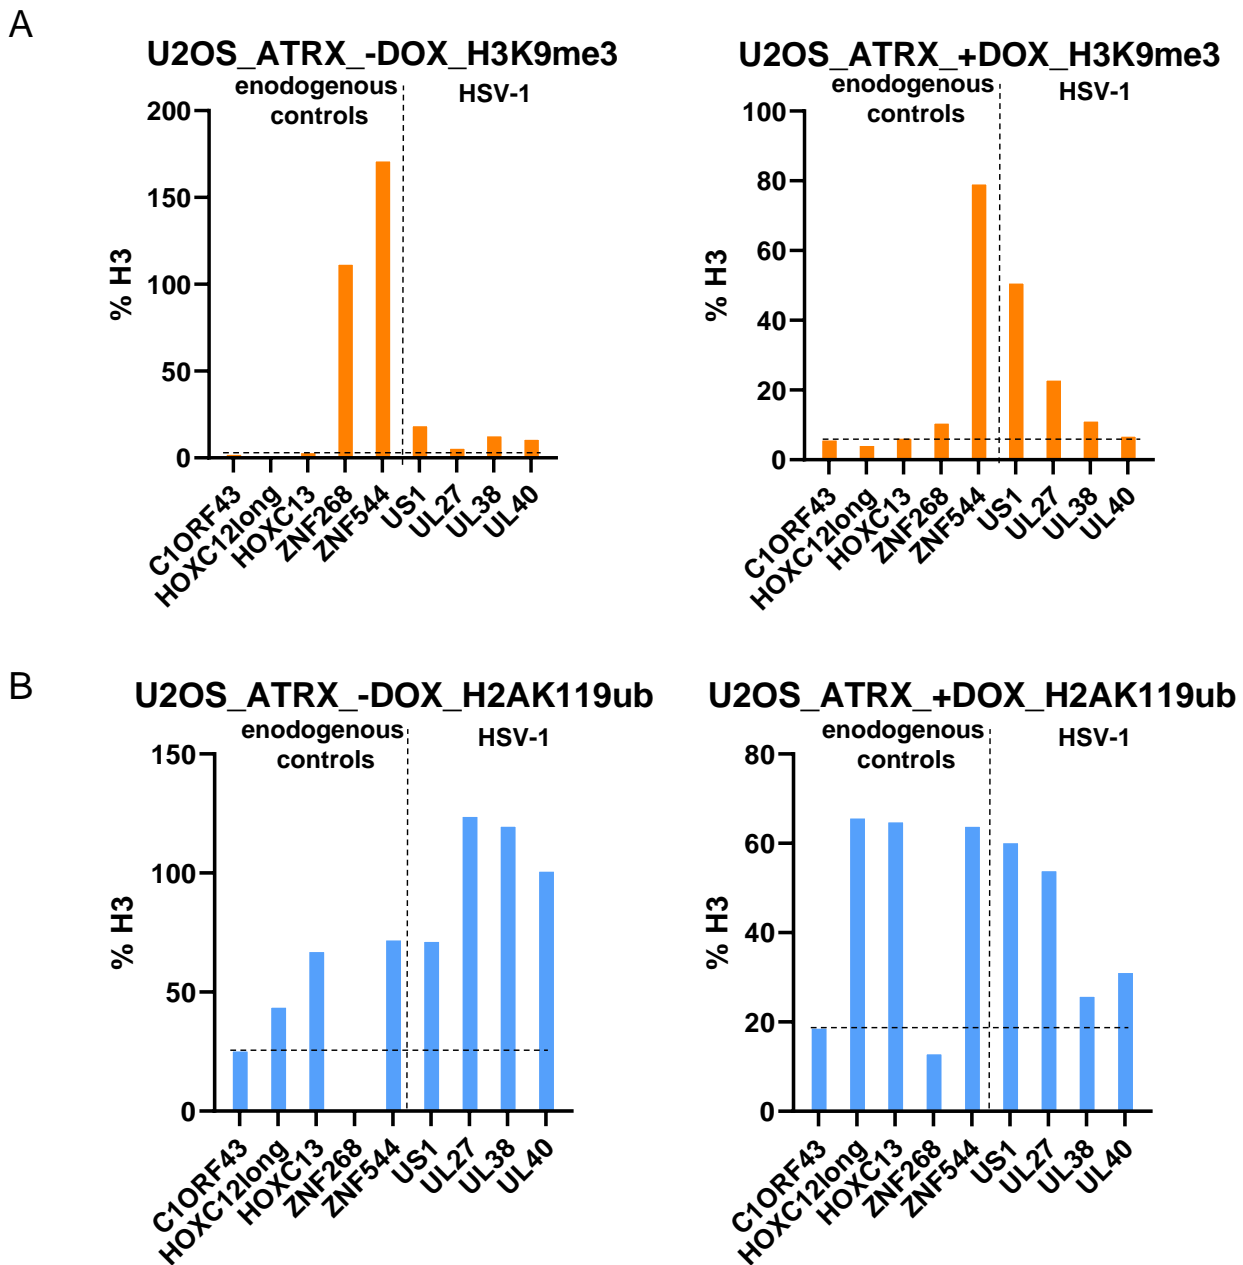 A
U2OS_ATRX_-DOX_H3K9me3
enodogenous
controls
HSV-1
% H3
200
150
100
50
0
C1ORF43
HOXC12long
HOXC13
ZNF268
ZNF544
US1
UL27
UL38
UL40
U2OS_ATRX_+DOX_H3K9me3
enodogenous
controls
HSV-1
% H3
100
80
60
40
20
0
C1ORF43
HOXC12long
HOXC13
ZNF268
ZNF544
US1
UL27
UL38
UL40
B
U2OS_ATRX_-DOX_H2AK119ub
enodogenous
controls
HSV-1
% H3
150
100
50
0
C1ORF43
HOXC12long
HOXC13
ZNF268
ZNF544
US1
UL27
UL38
UL40
U2OS_ATRX_+DOX_H2AK119ub
enodogenous
controls
HSV-1
% H3
80
60
40
20
0
C1ORF43
HOXC12long
HOXC13
ZNF268
ZNF544
US1
UL27
UL38
UL40